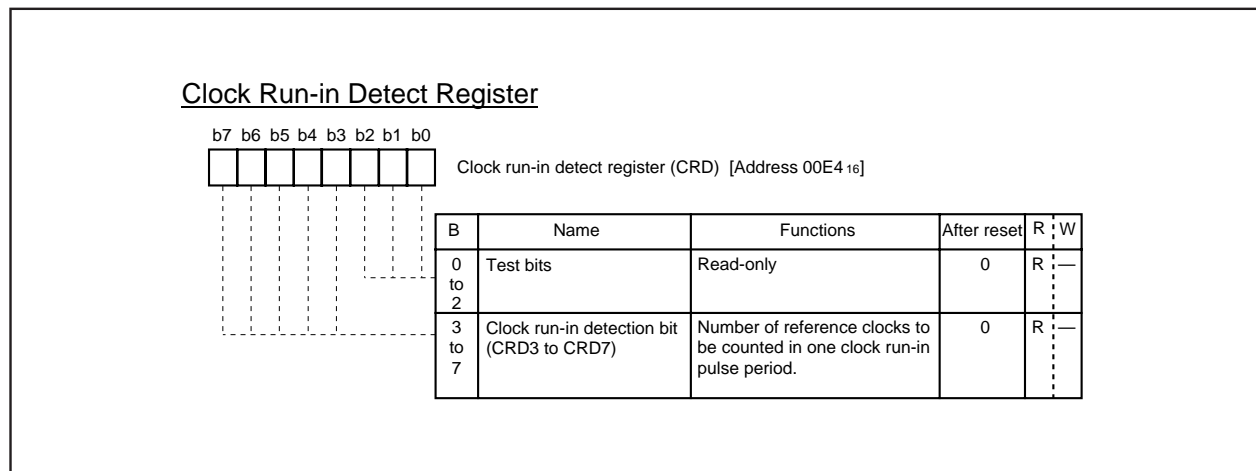 Clock Run-in Detect Register
b7 b6 b5 b4 b3 b2 b1 b0
Clock run-in detect register (CRD) [Address 00E4 16]
B Name Functions After reset R W
0 to 2 Test bits Read-only 0 R —
3 to 7 Clock run-in detection bit (CRD3 to CRD7) Number of reference clocks to be counted in one clock run-in pulse period. 0 R —